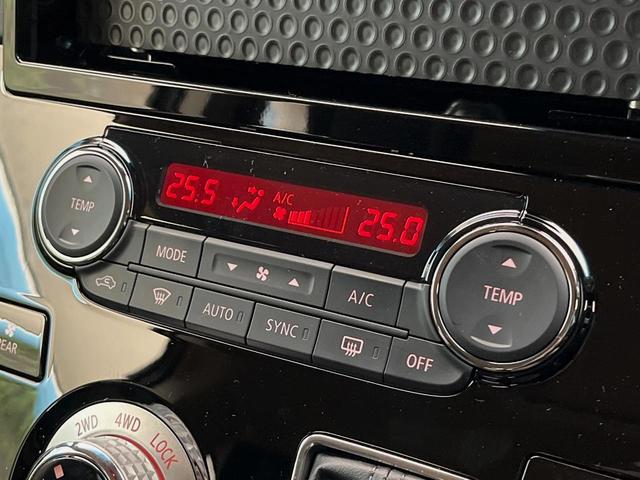 25.5 A/C 25.0
TEMP
MODE
A/C
TEMP
AUTO
SYNC
OFF
2WD 4WD LOCK